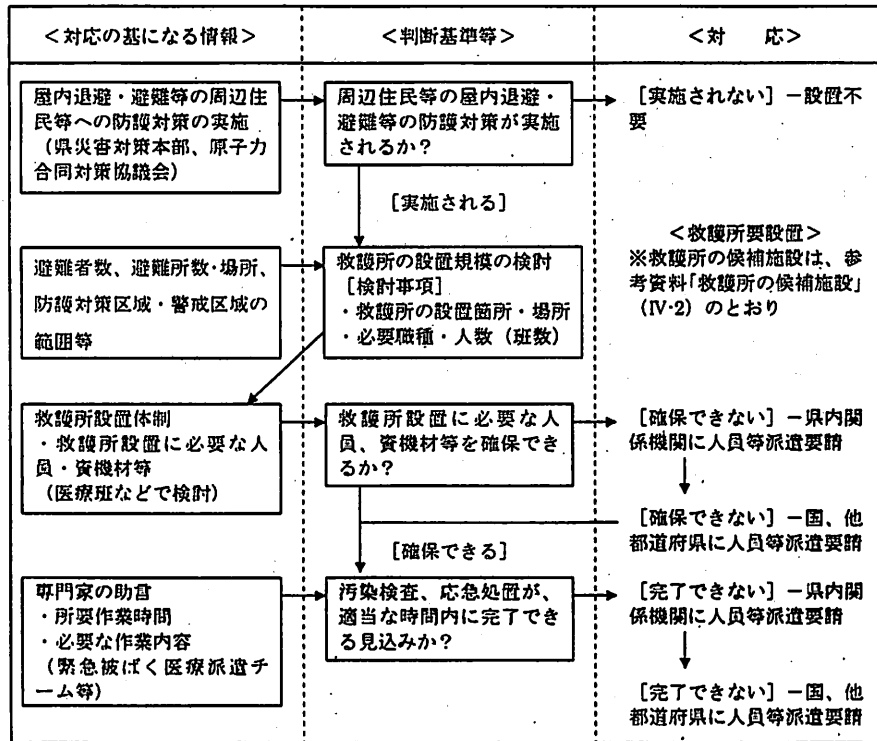 <対応の基になる情報>
<判断基準等>
<対　応>
屋内退避・避難等の周辺住
民等への防護対策の実施
（県災害対策本部、原子力
合同対策協議会）
周辺住民等の屋内退避・
避難等の防護対策が実施
されるか？
［実施されない］－設置不
要
［実施される］
避難者数、避難所数・場所、
防護対策区域・警戒区域の
範囲等
救護所の設置規模の検討
［検討事項］
・救護所の設置箇所・場所
・必要職種・人数（班数）
<救護所要設置>
※救護所の候補施設は、参
考資料「救護所の候補施設」
（Ⅳ-2）のとおり
救護所設置体制
・救護所設置に必要な人
員・資機材等
（医療班などで検討）
救護所設置に必要な人
員、資機材等を確保でき
るか？
［確保できない］－県内関
係機関に人員等派遣要請
［確保できない］－国、他
都道府県に人員等派遣要請
［確保できる］
専門家の助言
・所要作業時間
・必要な作業内容
（緊急被ばく医療派遣チ
ーム等）
汚染検査、応急処置が、
適当な時間内に完了でき
る見込みか？
［完了できない］－県内関
係機関に人員等派遣要請
［完了できない］－国、他
都道府県に人員等派遣要請